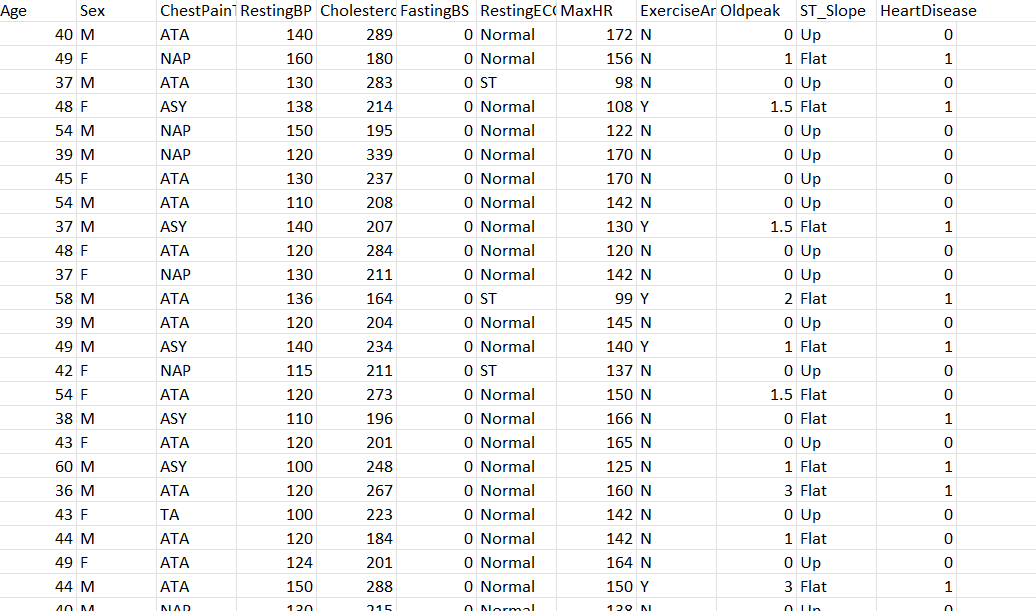 Age Sex ChestPainT RestingBP Cholesterc FastingBS RestingECG MaxHR ExerciseAr Oldpeak ST_Slope HeartDisease
40 M ATA 140 289 0 Normal 172 N 0 Up 0
49 F NAP 160 180 0 Normal 156 N 1 Flat 1
37 M ATA 130 283 0 ST 98 N 0 Up 0
48 F ASY 138 214 0 Normal 108 Y 1.5 Flat 1
54 M NAP 150 195 0 Normal 122 N 0 Up 0
39 M NAP 120 339 0 Normal 170 N 0 Up 0
45 F ATA 130 237 0 Normal 170 N 0 Up 0
54 M ATA 110 208 0 Normal 142 N 0 Up 0
37 M ASY 140 207 0 Normal 130 Y 1.5 Flat 1
48 F ATA 120 284 0 Normal 120 N 0 Up 0
37 F NAP 130 211 0 Normal 142 N 0 Up 0
58 M ATA 136 164 0 ST 99 Y 2 Flat 1
39 M ATA 120 204 0 Normal 145 N 0 Up 0
49 M ASY 140 234 0 Normal 140 Y 1 Flat 1
42 F NAP 115 211 0 ST 137 N 0 Up 0
54 F ATA 120 273 0 Normal 150 N 1.5 Flat 0
38 M ASY 110 196 0 Normal 166 N 0 Flat 1
43 F ATA 120 201 0 Normal 165 N 0 Up 0
60 M ASY 100 248 0 Normal 125 N 1 Flat 1
36 M ATA 120 267 0 Normal 160 N 3 Flat 1
43 F TA 100 223 0 Normal 142 N 0 Up 0
44 M ATA 120 184 0 Normal 142 N 1 Flat 0
49 F ATA 124 201 0 Normal 164 N 0 Up 0
44 M ATA 150 288 0 Normal 150 Y 3 Flat 1
40 M NAP 130 215 0 Normal 138 N 0 Up 0